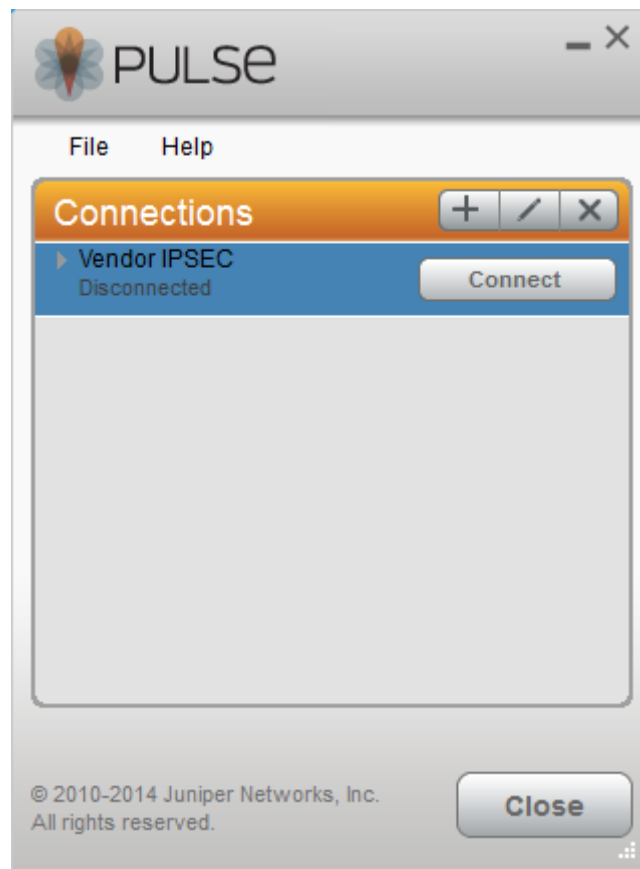 PULSE
File Help
Connections
Vendor IPSEC
Disconnected
Connect
© 2010-2014 Juniper Networks, Inc.
All rights reserved.
Close